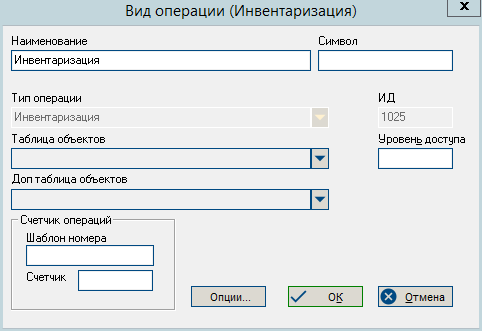 Вид операции (Инвентаризация)
x
Наименование
Символ
Инвентаризация
Тип операции
ИД
Инвентаризация
1025
Таблица объектов
Уровень доступа
Доп таблица объектов
Счетчик операций
Шаблон номера
Счетчик
Опции...
ОК
Отмена